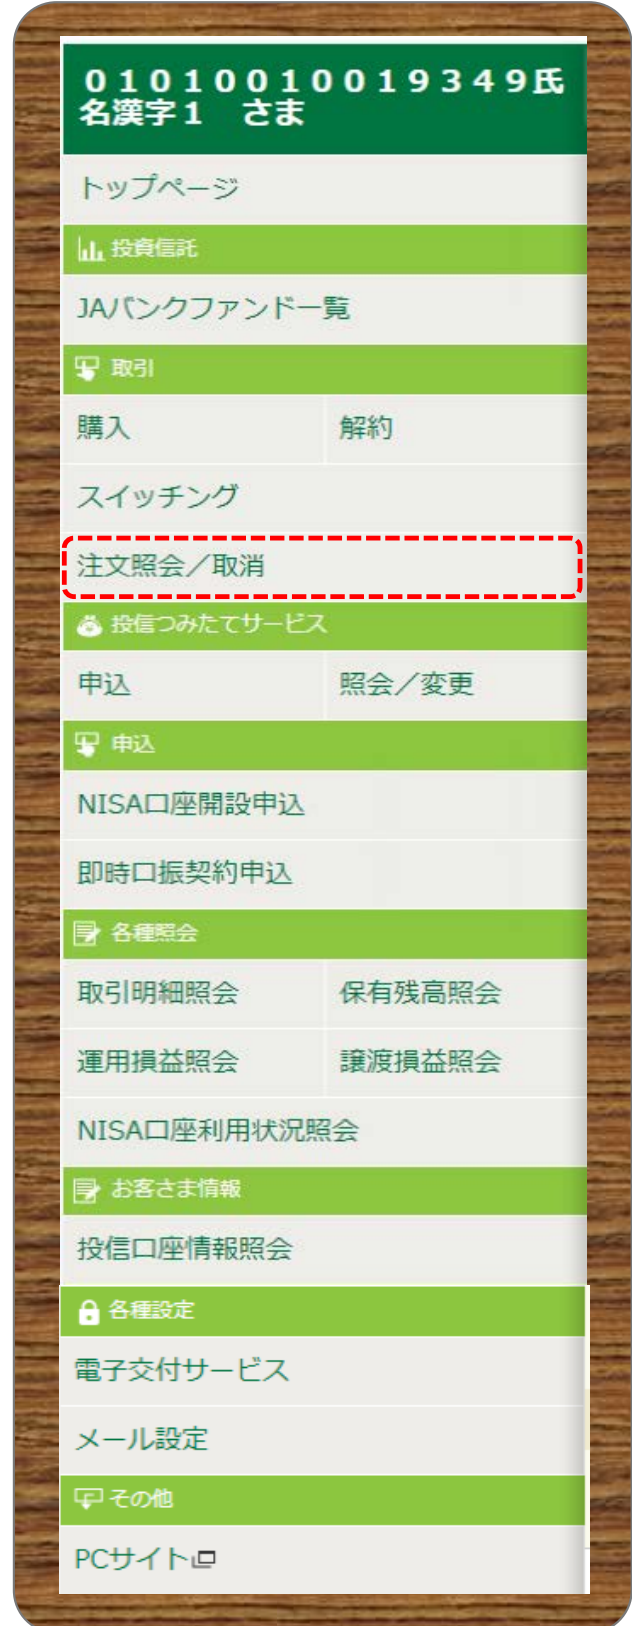 ０１０１００１００１９３４９氏
名漢字１　さま
トップページ
投資信託
JAバンクファンド一覧
取引
購入
解約
スイッチング
注文照会／取消
投信つみたてサービス
申込
照会／変更
申込
NISA口座開設申込
即時口振契約申込
各種照会
取引明細照会
保有残高照会
運用損益照会
譲渡損益照会
NISA口座利用状況照会
お客さま情報
投信口座情報照会
各種設定
電子交付サービス
メール設定
その他
PCサイト